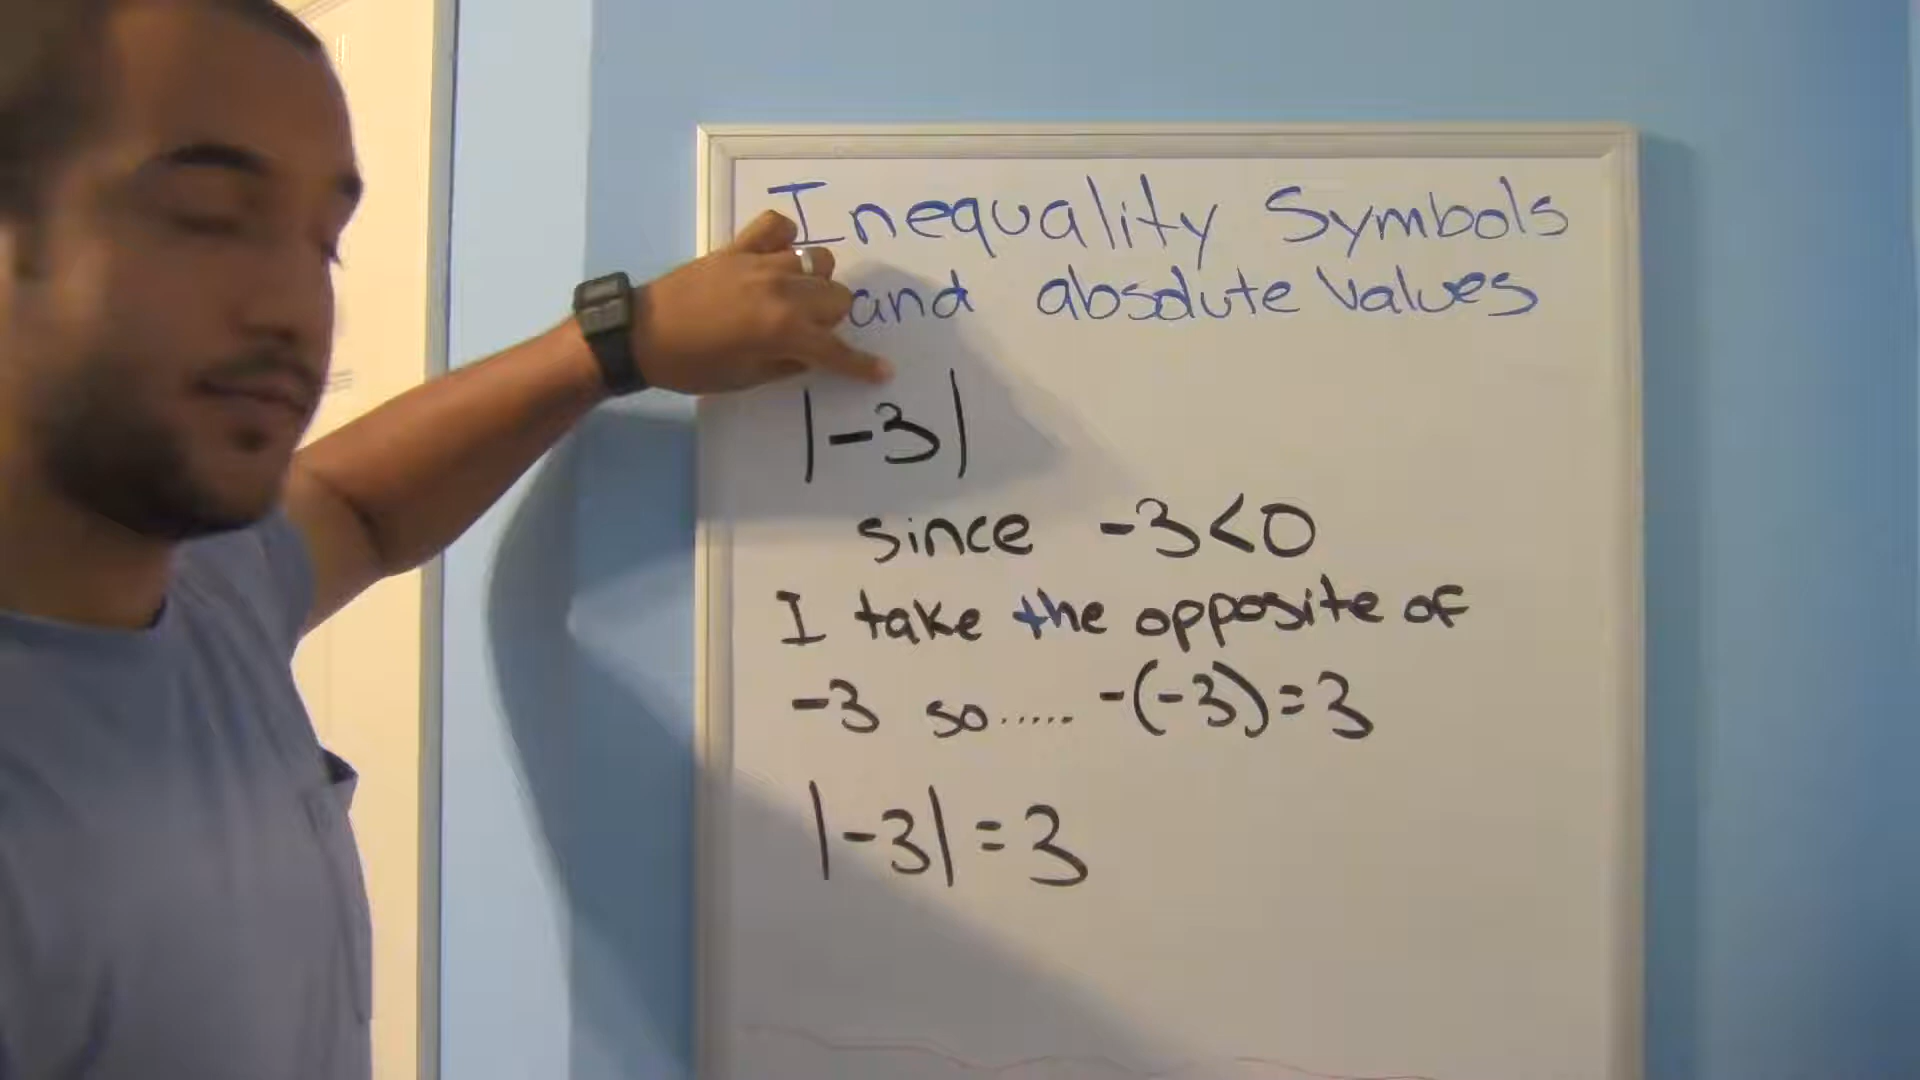 Inequality Symbols
and absolute values
|-3|
since -3<0
I take the opposite of
-3 so..... -(-3)=3
|-3|=3